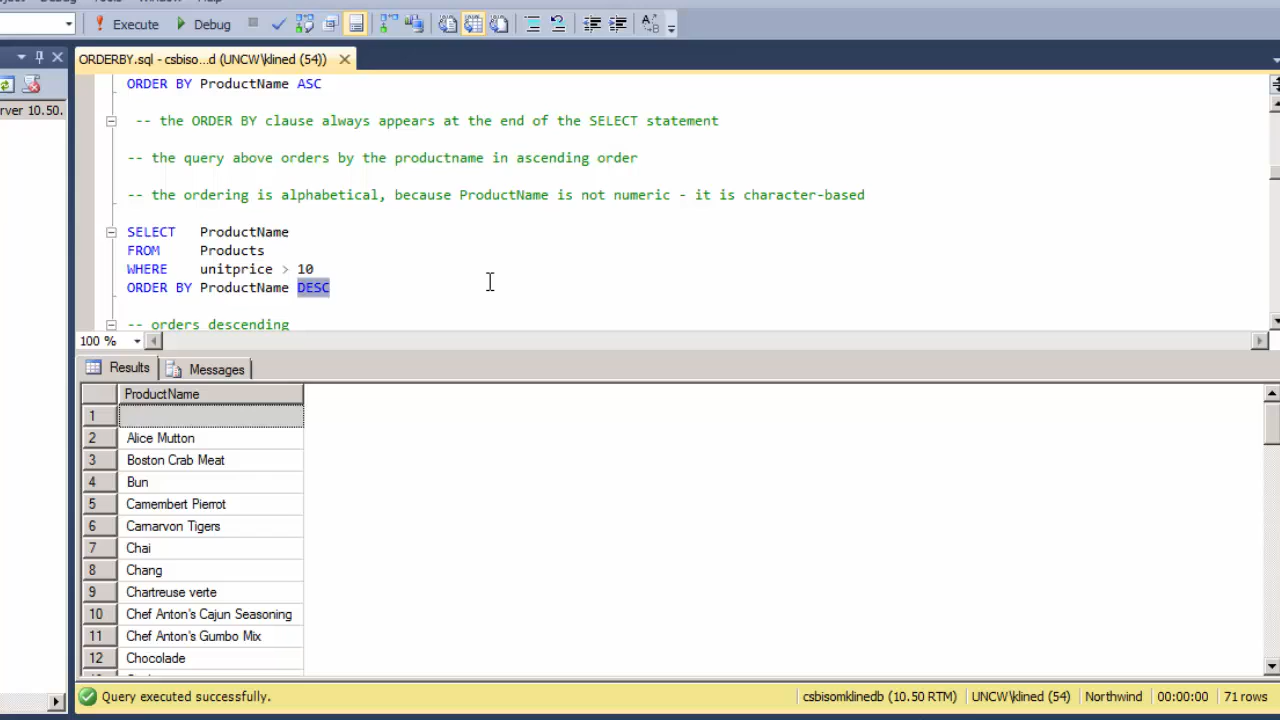 Execute Debug
ORDERBY.sql - csbiso...d (UNCW\klined (54))
rver 10.50.
ORDER BY ProductName ASC
-- the ORDER BY clause always appears at the end of the SELECT statement
-- the query above orders by the productname in ascending order
-- the ordering is alphabetical, because ProductName is not numeric - it is character-based
SELECT ProductName
FROM Products
WHERE unitprice > 10
ORDER BY ProductName DESC
-- orders descending
100 %
Results Messages
ProductName
1
2 Alice Mutton
3 Boston Crab Meat
4 Bun
5 Camembert Pierrot
6 Carnarvon Tigers
7 Chai
8 Chang
9 Chartreuse verte
10 Chef Anton's Cajun Seasoning
11 Chef Anton's Gumbo Mix
12 Chocolade
Query executed successfully. csbisomklinedb (10.50 RTM) UNCW\klined (54) Northwind 00:00:00 71 rows